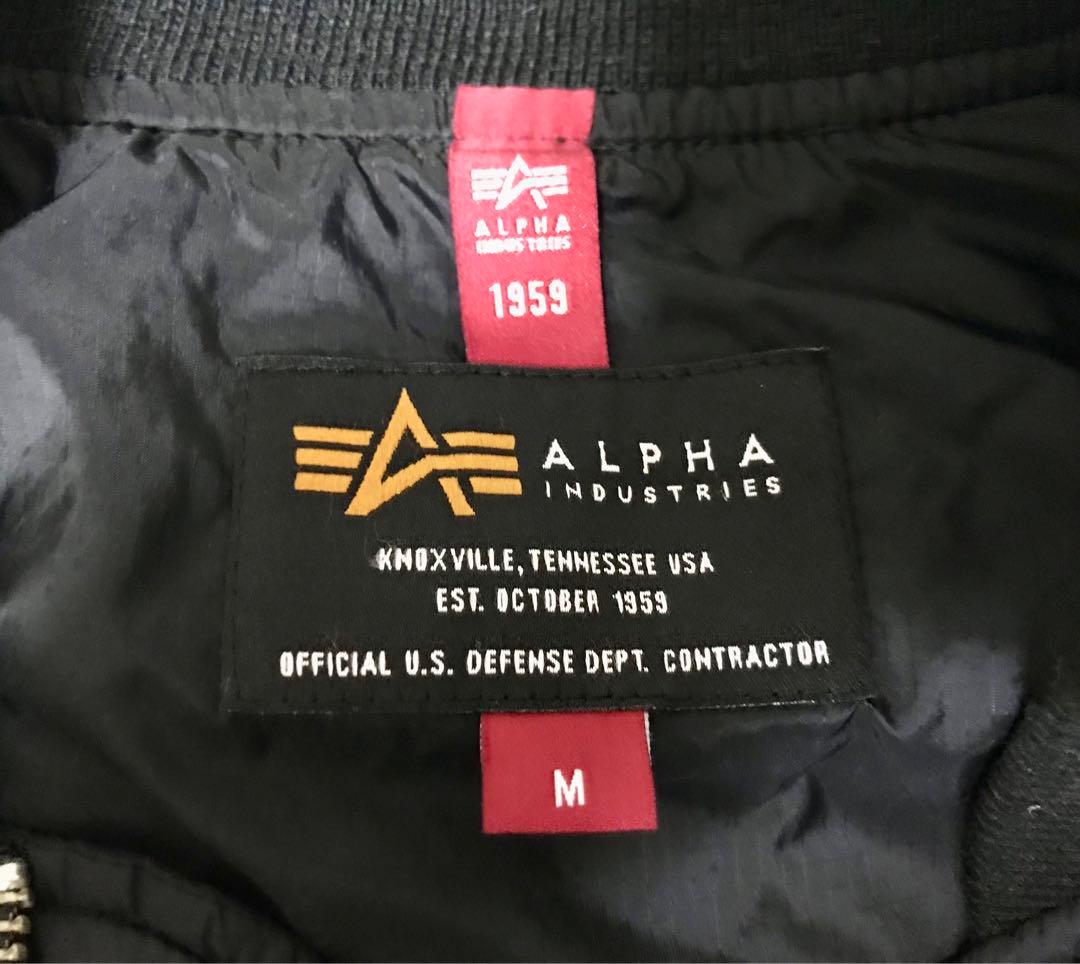 ALPHA
INDUSTRIES
1959
ALPHA
INDUSTRIES
KNOXVILLE, TENNESSEE USA
EST. OCTOBER 1959
OFFICIAL U.S. DEFENSE DEPT. CONTRACTOR
M